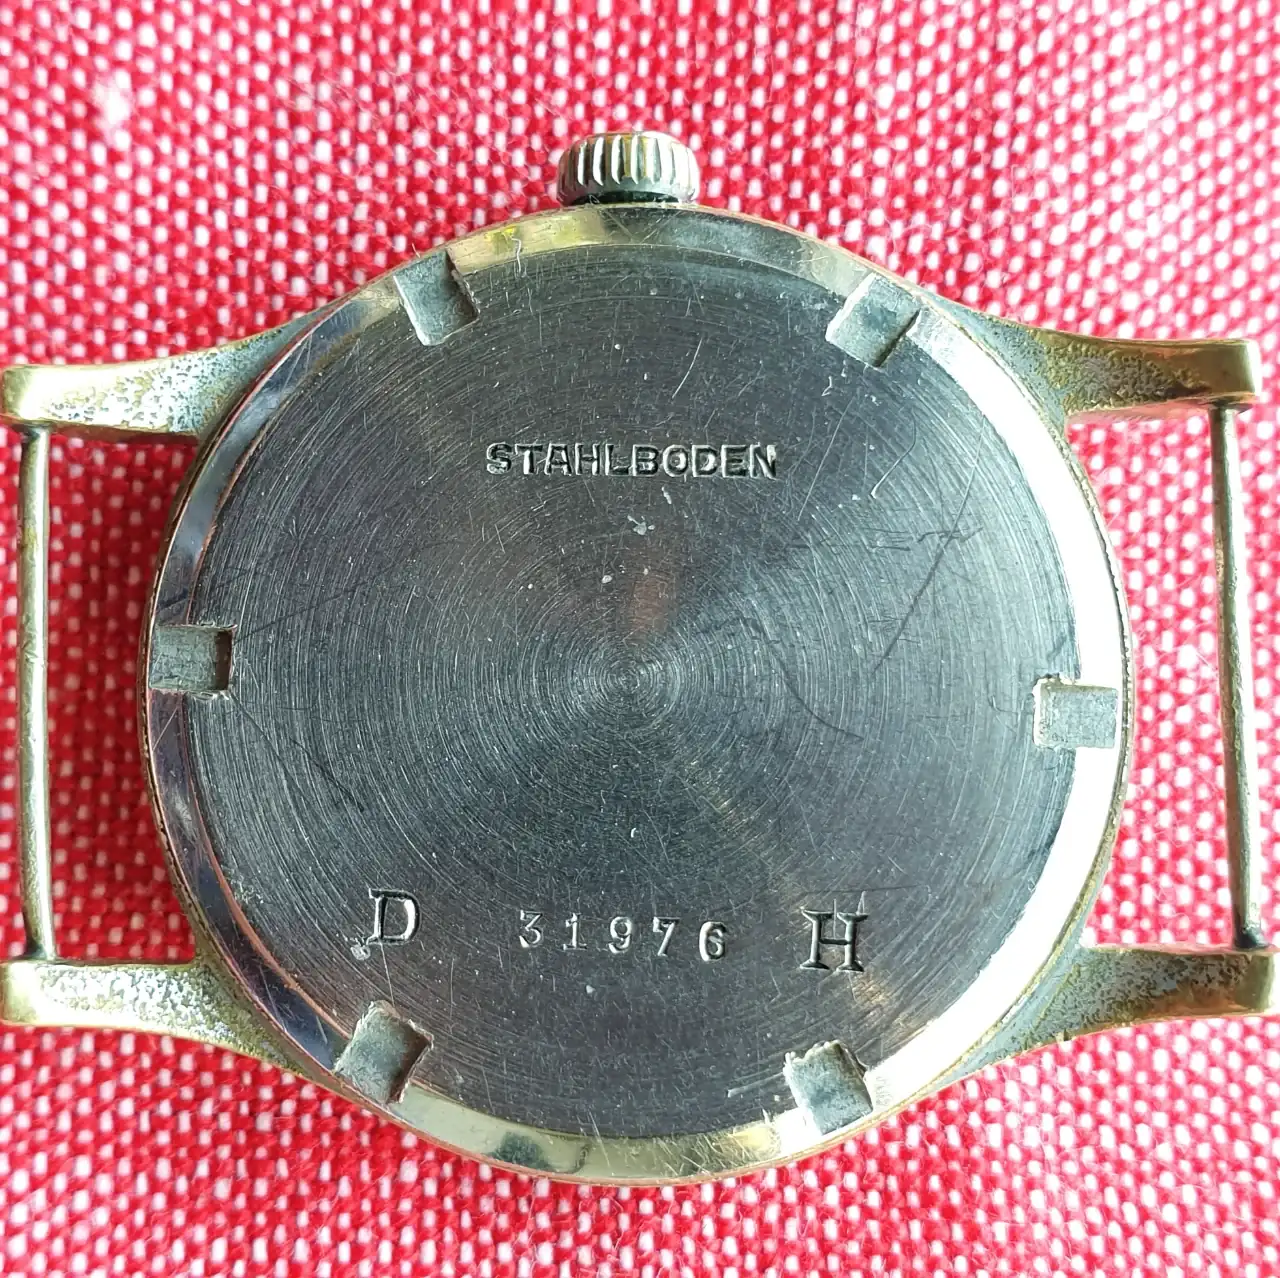 STAHLBODEN
D 31976 H